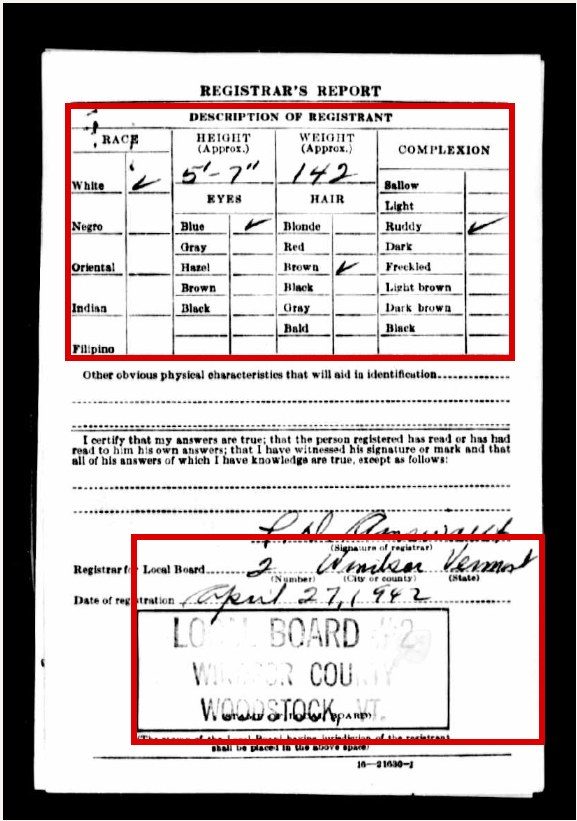 REGISTRAR'S REPORT
DESCRIPTION OF REGISTRANT
RACE
HEIGHT (Approx.)
WEIGHT (Approx.)
COMPLEXION
5'-7" 142
White ✓
EYES
HAIR
Sallow
Light
Negro
Blue ✓
Blonde
Ruddy ✓
Gray
Red
Dark
Oriental
Hazel
Brown ✓
Freckled
Brown
Black
Light brown
Indian
Black
Gray
Dark brown
Bald
Black
Filipino
Other obvious physical characteristics that will aid in identification
I certify that my answers are true; that the person registered has read or has had
read to him his own answers; that I have witnessed his signature or mark and that
all of his answers of which I have knowledge are true, except as follows:
(Signature of registrar)
Registrar for Local Board 2 Windsor Vermont
(Number) (City or county) (State)
Date of registration April 27, 1942
LOCAL BOARD #2
WINDSOR COUNTY
WOODSTOCK, VT.
(STAMP OF LOCAL BOARD)
(The stamp of the Local Board having jurisdiction of the registrant
shall be placed in the above space)
16—21630-1